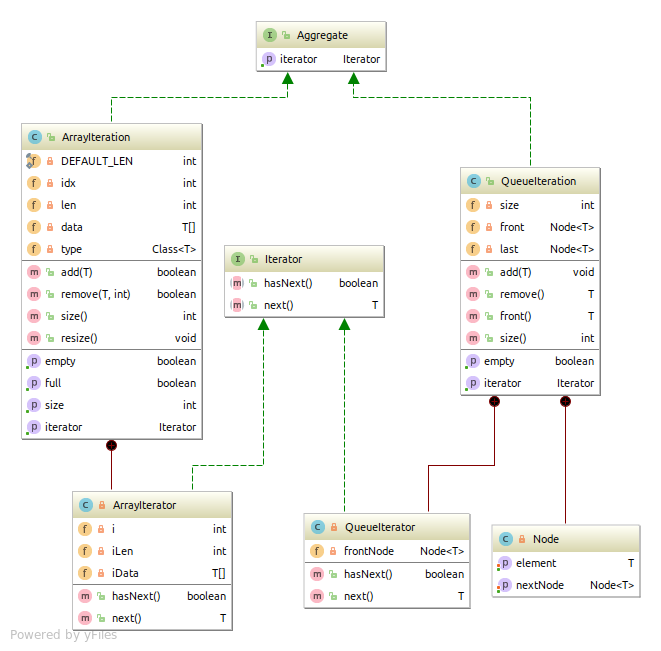 I Aggregate
p iterator Iterator
C ArrayIteration
f DEFAULT_LEN int
f idx int
f len int
f data T[]
f type Class<T>
m add(T) boolean
m remove(T, int) boolean
m size() int
m resize() void
p empty boolean
p full boolean
p size int
p iterator Iterator
C QueueIteration
f size int
f front Node<T>
f last Node<T>
m add(T) void
m remove() T
m front() T
m size() int
p empty boolean
p iterator Iterator
I Iterator
(m) hasNext() boolean
(m) next() T
C ArrayIterator
f i int
f iLen int
f iData T[]
m hasNext() boolean
m next() T
C QueueIterator
f frontNode Node<T>
m hasNext() boolean
m next() T
C Node
p element T
p nextNode Node<T>
Powered by yFiles